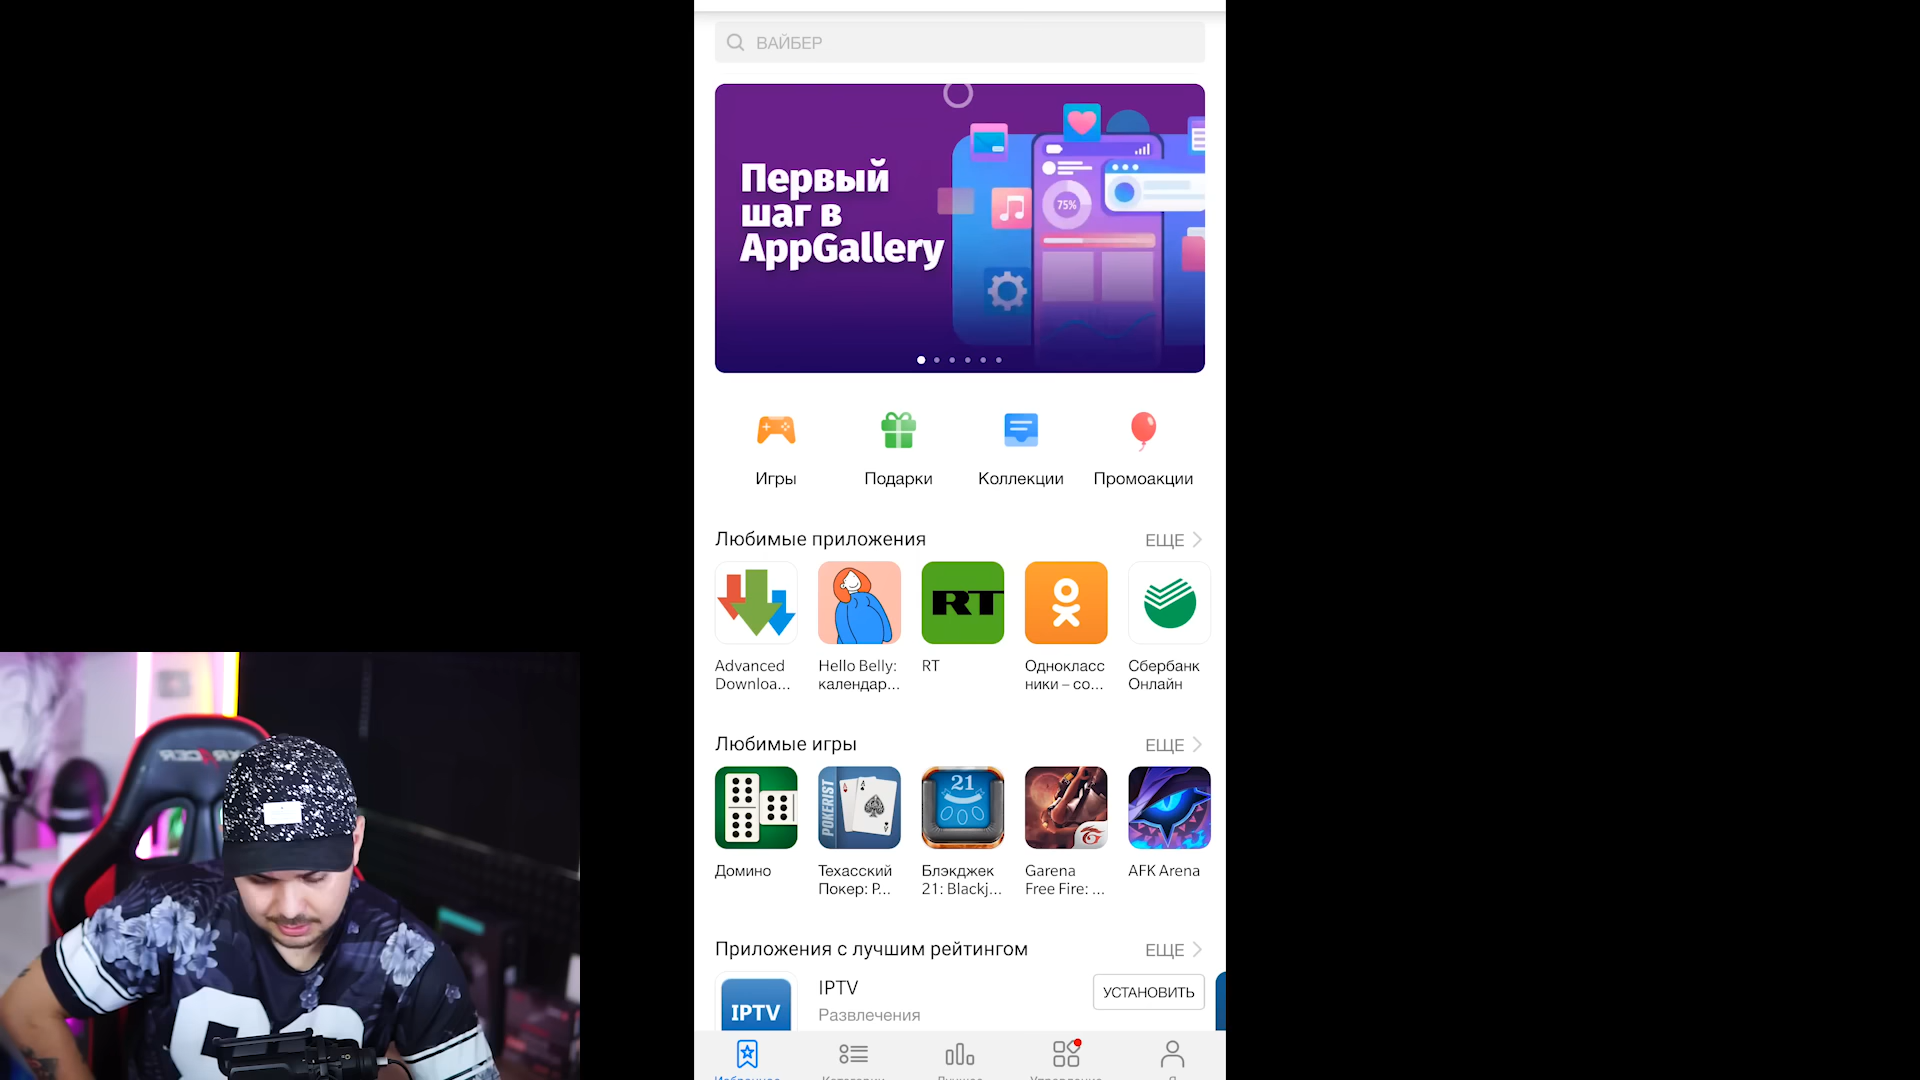 ВАЙБЕР
Первый
шаг в
AppGallery
75%
Игры
Подарки
Коллекции
Промоакции
Любимые приложения
ЕЩЕ
RT
Advanced
Downloa...
Hello Belly:
календар...
RT
Однокласс
ники – со...
Сбербанк
Онлайн
Любимые игры
ЕЩЕ
POKERIST
21
Домино
Техасский
Покер: P...
Блэкджек
21: Blackj...
Garena
Free Fire: ...
AFK Arena
Приложения с лучшим рейтингом
ЕЩЕ
IPTV
IPTV
Развлечения
УСТАНОВИТЬ